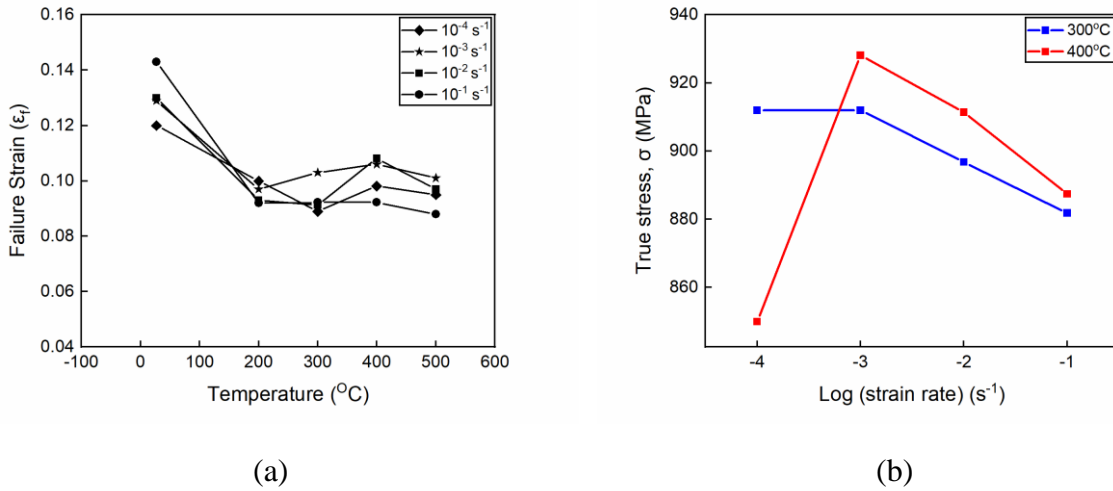 0.16
0.14
0.12
0.10
0.08
0.06
0.04
Failure Strain (εf)
10⁻⁴ s⁻¹
10⁻³ s⁻¹
10⁻² s⁻¹
10⁻¹ s⁻¹
-100 0 100 200 300 400 500 600
Temperature (ᴼC)
(a)
940
920
900
880
860
True stress, σ (MPa)
300ᵒC
400ᵒC
-4 -3 -2 -1
Log (strain rate) (s⁻¹)
(b)